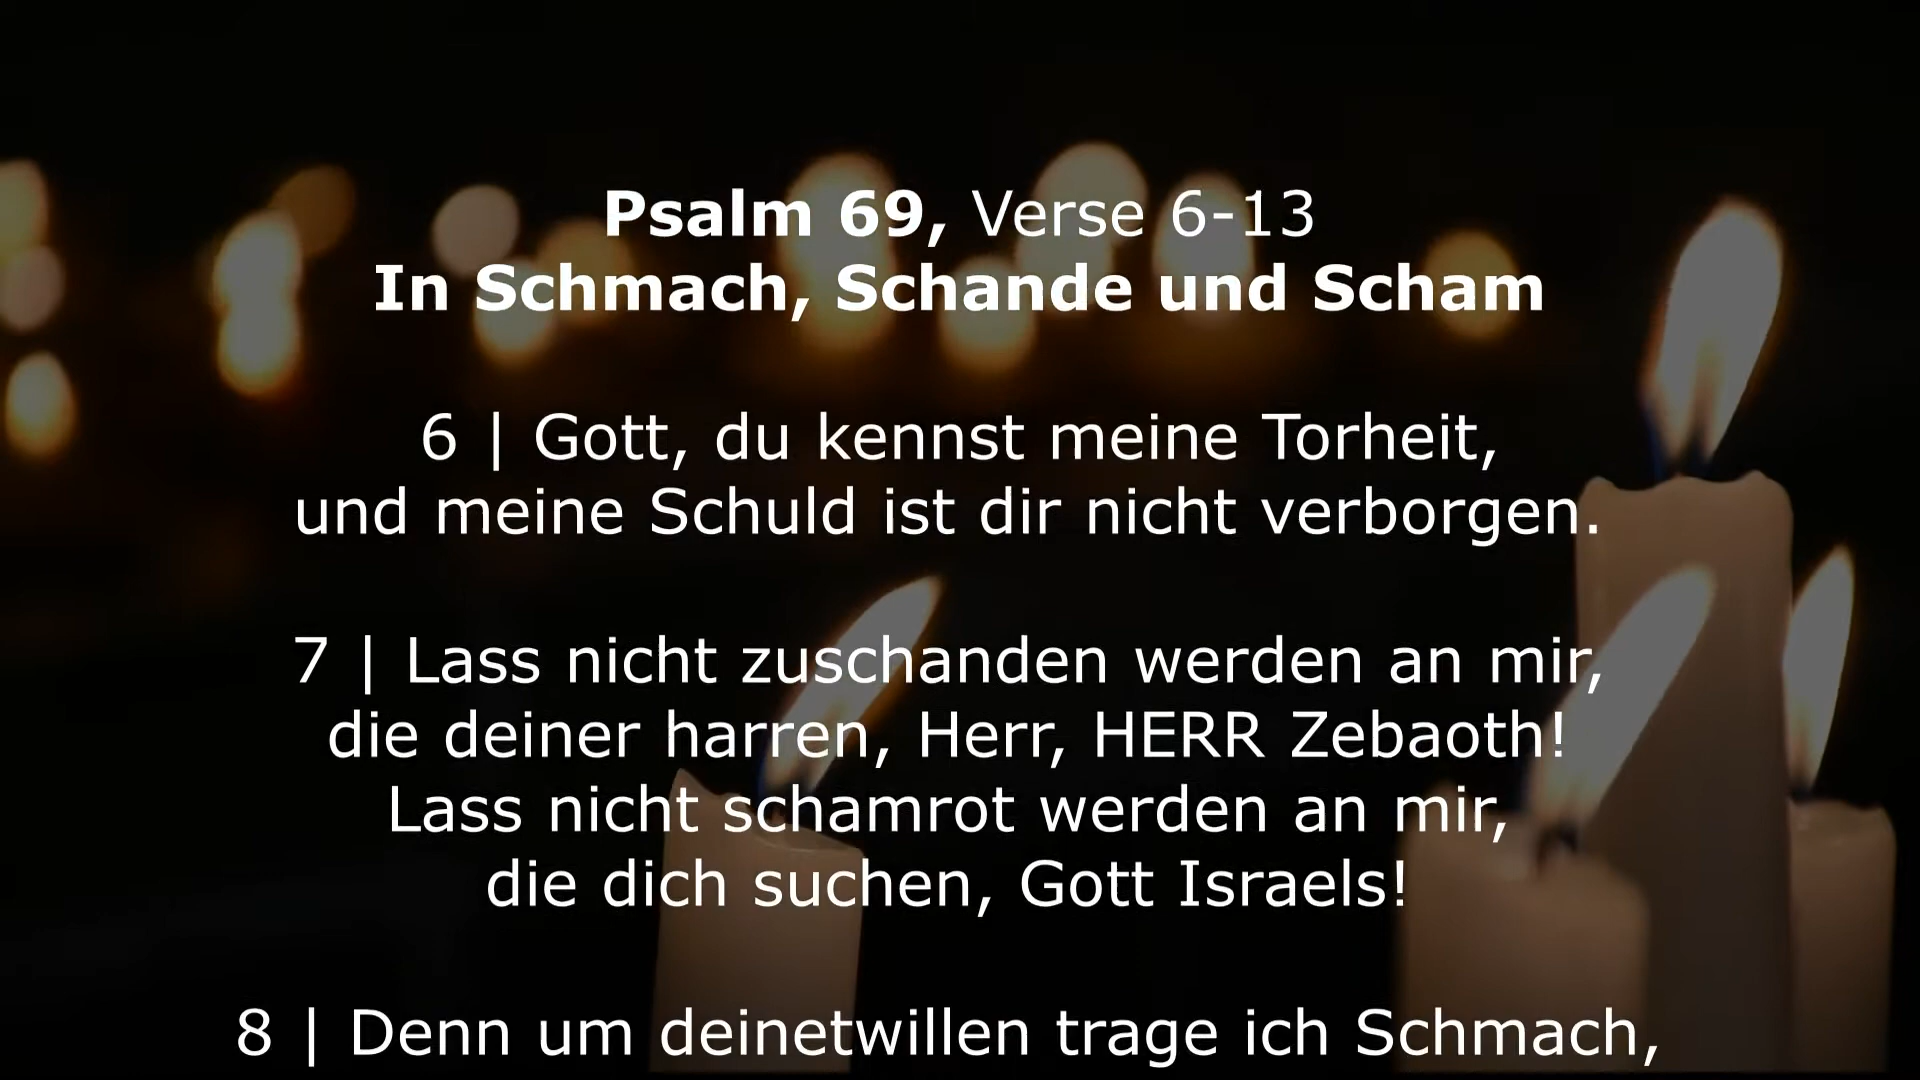 Psalm 69, Verse 6-13
In Schmach, Schande und Scham
6 | Gott, du kennst meine Torheit,
und meine Schuld ist dir nicht verborgen.
7 | Lass nicht zuschanden werden an mir,
die deiner harren, Herr, HERR Zebaoth!
Lass nicht schamrot werden an mir,
die dich suchen, Gott Israels!
8 | Denn um deinetwillen trage ich Schmach,